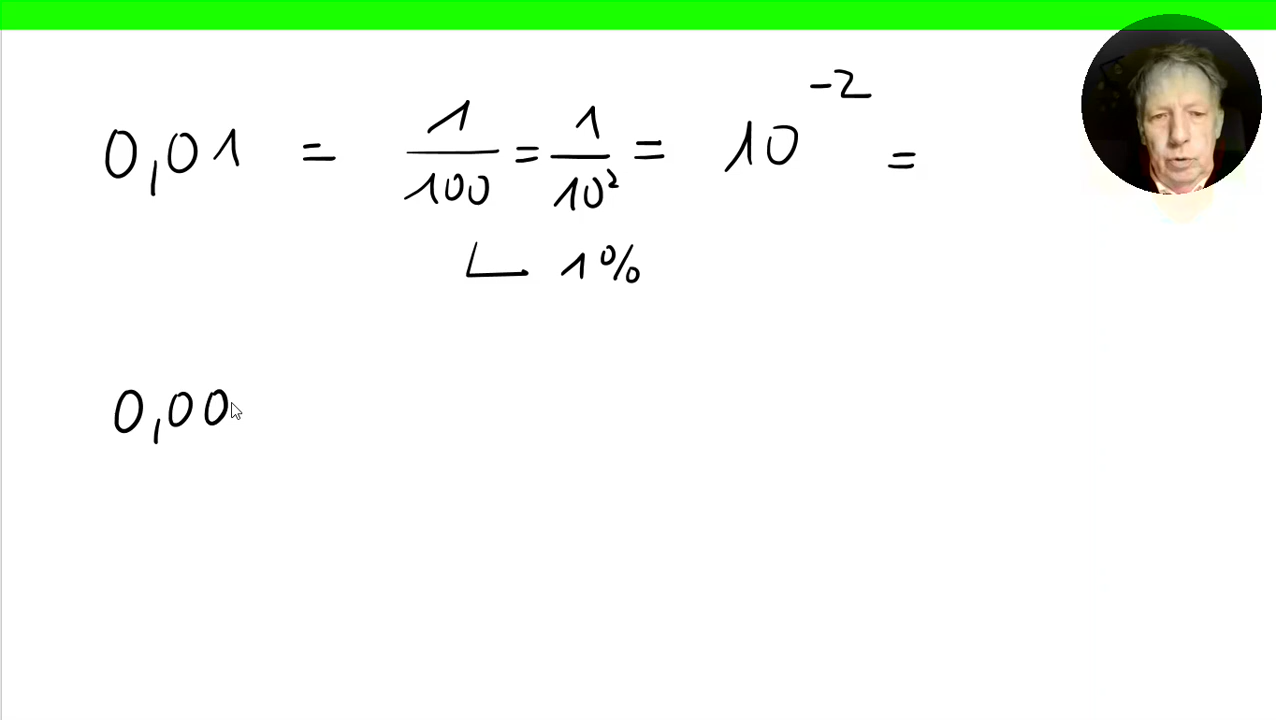 0,01 = 1/100 = 1/10² = 10⁻² =
1%
0,00